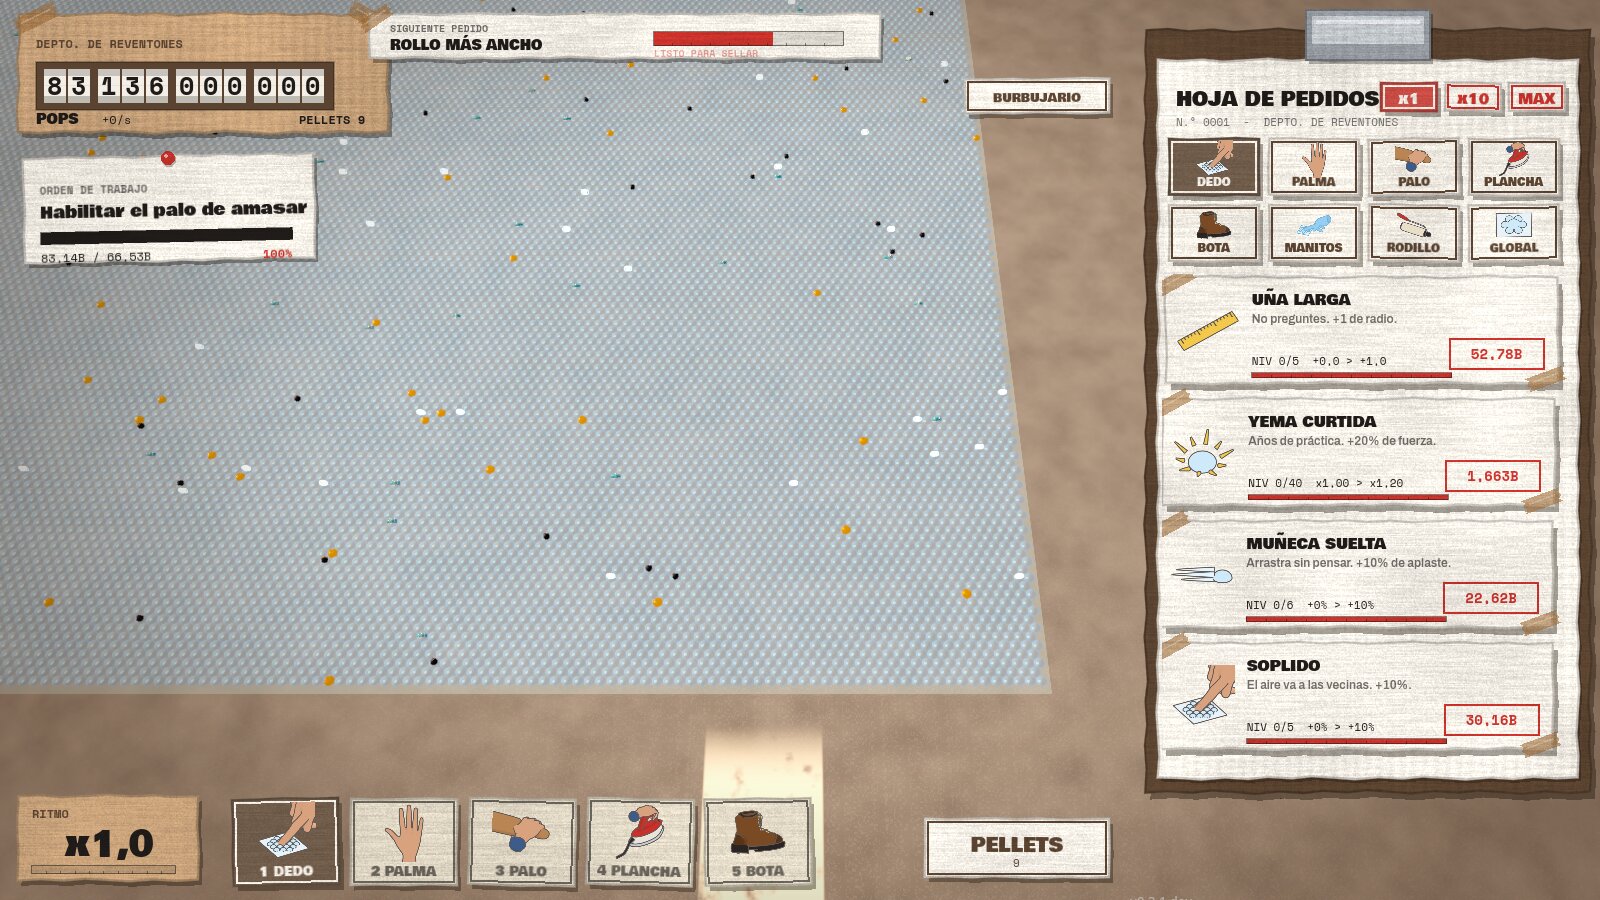 DEPTO. DE REVENTONES
83 136 000 000
POPS +0/s PELLETS 9
SIGUIENTE PEDIDO
ROLLO MÁS ANCHO
LISTO PARA SELLAR
ORDEN DE TRABAJO
Habilitar el palo de amasar
83,14B / 66,53B 100%
BURBUJARIO
HOJA DE PEDIDOS x1 x10 MAX
N.° 0001 - DEPTO. DE REVENTONES
DEDO PALMA PALO PLANCHA
BOTA MANITOS RODILLO GLOBAL
UÑA LARGA
No preguntes. +1 de radio.
NIV 0/5 +0,0 > +1,0 52,78B
YEMA CURTIDA
Años de práctica. +20% de fuerza.
NIV 0/40 x1,00 > x1,20 1,663B
MUÑECA SUELTA
Arrastra sin pensar. +10% de aplaste.
NIV 0/6 +0% > +10% 22,62B
SOPLIDO
El aire va a las vecinas. +10%.
NIV 0/5 +0% > +10% 30,16B
RITMO
x1,0
1 DEDO 2 PALMA 3 PALO 4 PLANCHA 5 BOTA
PELLETS
9